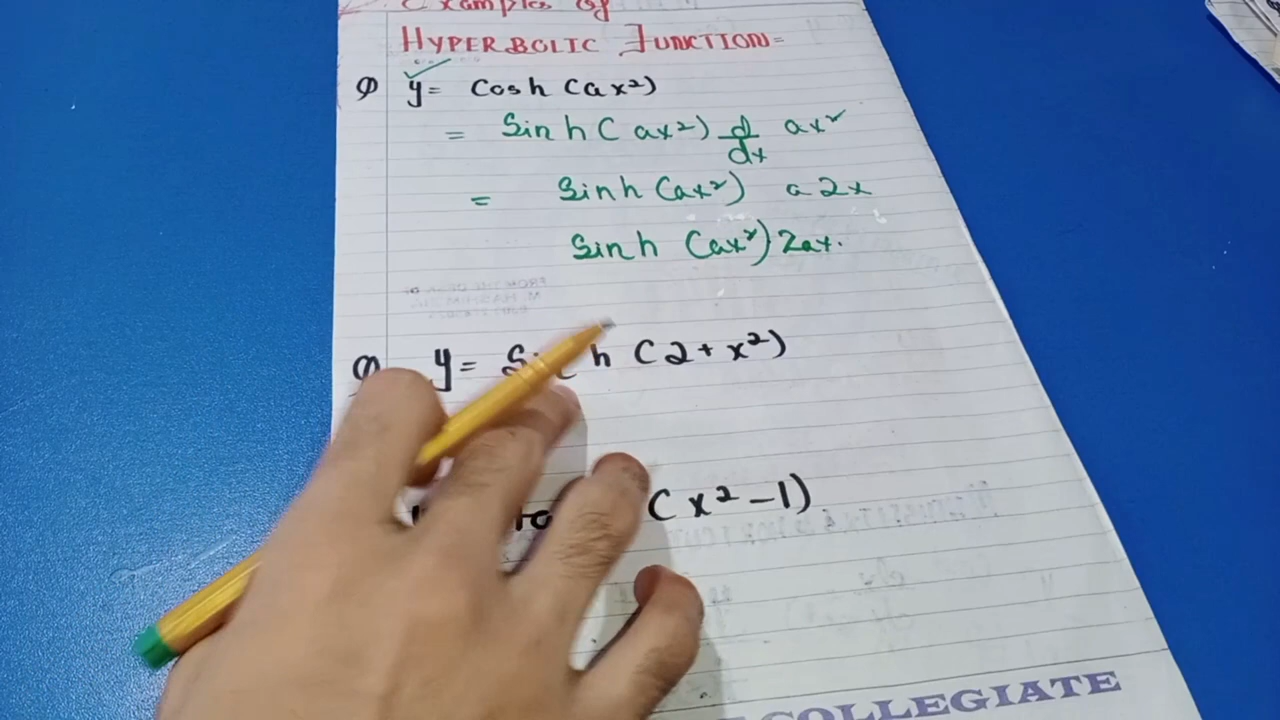 Examples of
HYPERBOLIC FUNCTION=
Q y= Cosh (ax²)
= Sinh (ax²) d/dx ax²
= Sinh (ax²) a 2x
Sinh (ax²) 2ax.
Q y= h (2+x²)
(x²-1)
COLLEGIATE